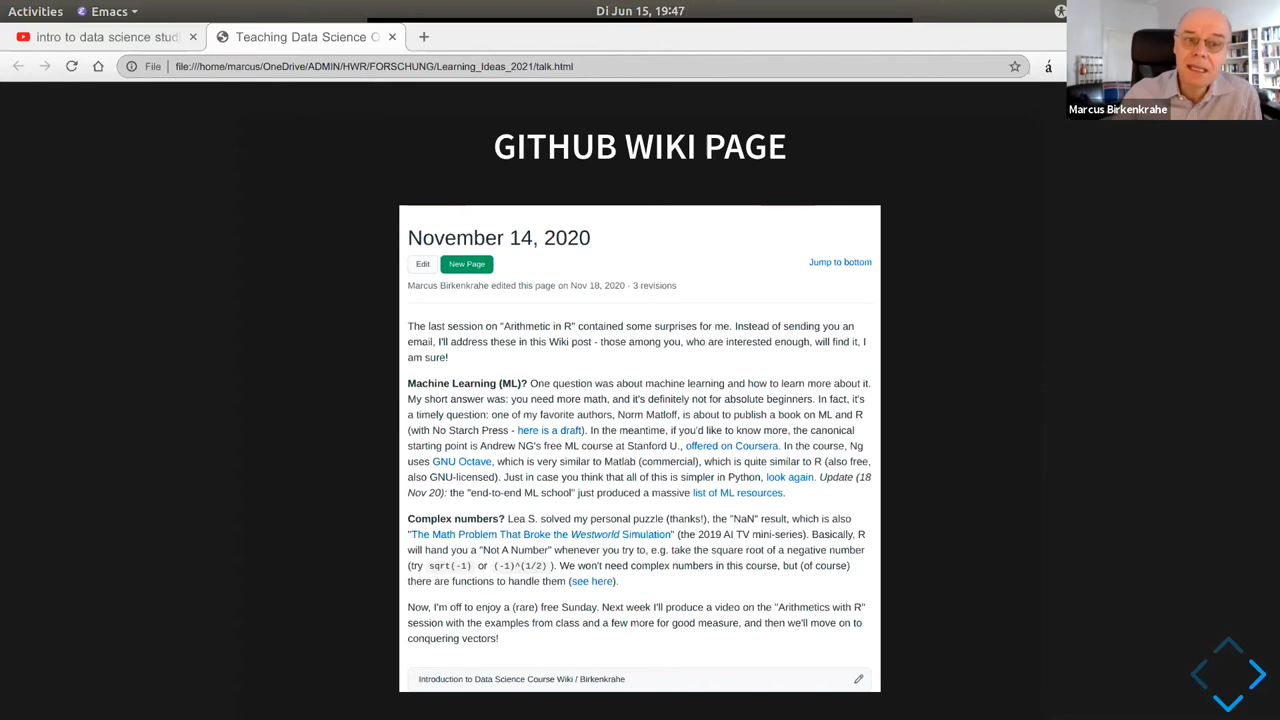 Activities Emacs Di Jun 15, 19:47
intro to data science stud Teaching Data Science O
File file:///home/marcus/OneDrive/ADMIN/HWR/FORSCHUNG/Learning_Ideas_2021/talk.html á
Marcus Birkenkrahe
GITHUB WIKI PAGE
November 14, 2020
Edit New Page Jump to bottom
Marcus Birkenkrahe edited this page on Nov 18, 2020 · 3 revisions
The last session on "Arithmetic in R" contained some surprises for me. Instead of sending you an
email, I'll address these in this Wiki post - those among you, who are interested enough, will find it, I
am sure!
Machine Learning (ML)? One question was about machine learning and how to learn more about it.
My short answer was: you need more math, and it's definitely not for absolute beginners. In fact, it's
a timely question: one of my favorite authors, Norm Matloff, is about to publish a book on ML and R
(with No Starch Press - here is a draft). In the meantime, if you'd like to know more, the canonical
starting point is Andrew NG's free ML course at Stanford U., offered on Coursera. In the course, Ng
uses GNU Octave, which is very similar to Matlab (commercial), which is quite similar to R (also free,
also GNU-licensed). Just in case you think that all of this is simpler in Python, look again. Update (18
Nov 20): the "end-to-end ML school" just produced a massive list of ML resources.
Complex numbers? Lea S. solved my personal puzzle (thanks!), the "NaN" result, which is also
"The Math Problem That Broke the Westworld Simulation" (the 2019 AI TV mini-series). Basically, R
will hand you a "Not A Number" whenever you try to, e.g. take the square root of a negative number
(try sqrt(-1) or (-1)^(1/2) ). We won't need complex numbers in this course, but (of course)
there are functions to handle them (see here).
Now, I'm off to enjoy a (rare) free Sunday. Next week I'll produce a video on the "Arithmetics with R"
session with the examples from class and a few more for good measure, and then we'll move on to
conquering vectors!
Introduction to Data Science Course Wiki / Birkenkrahe